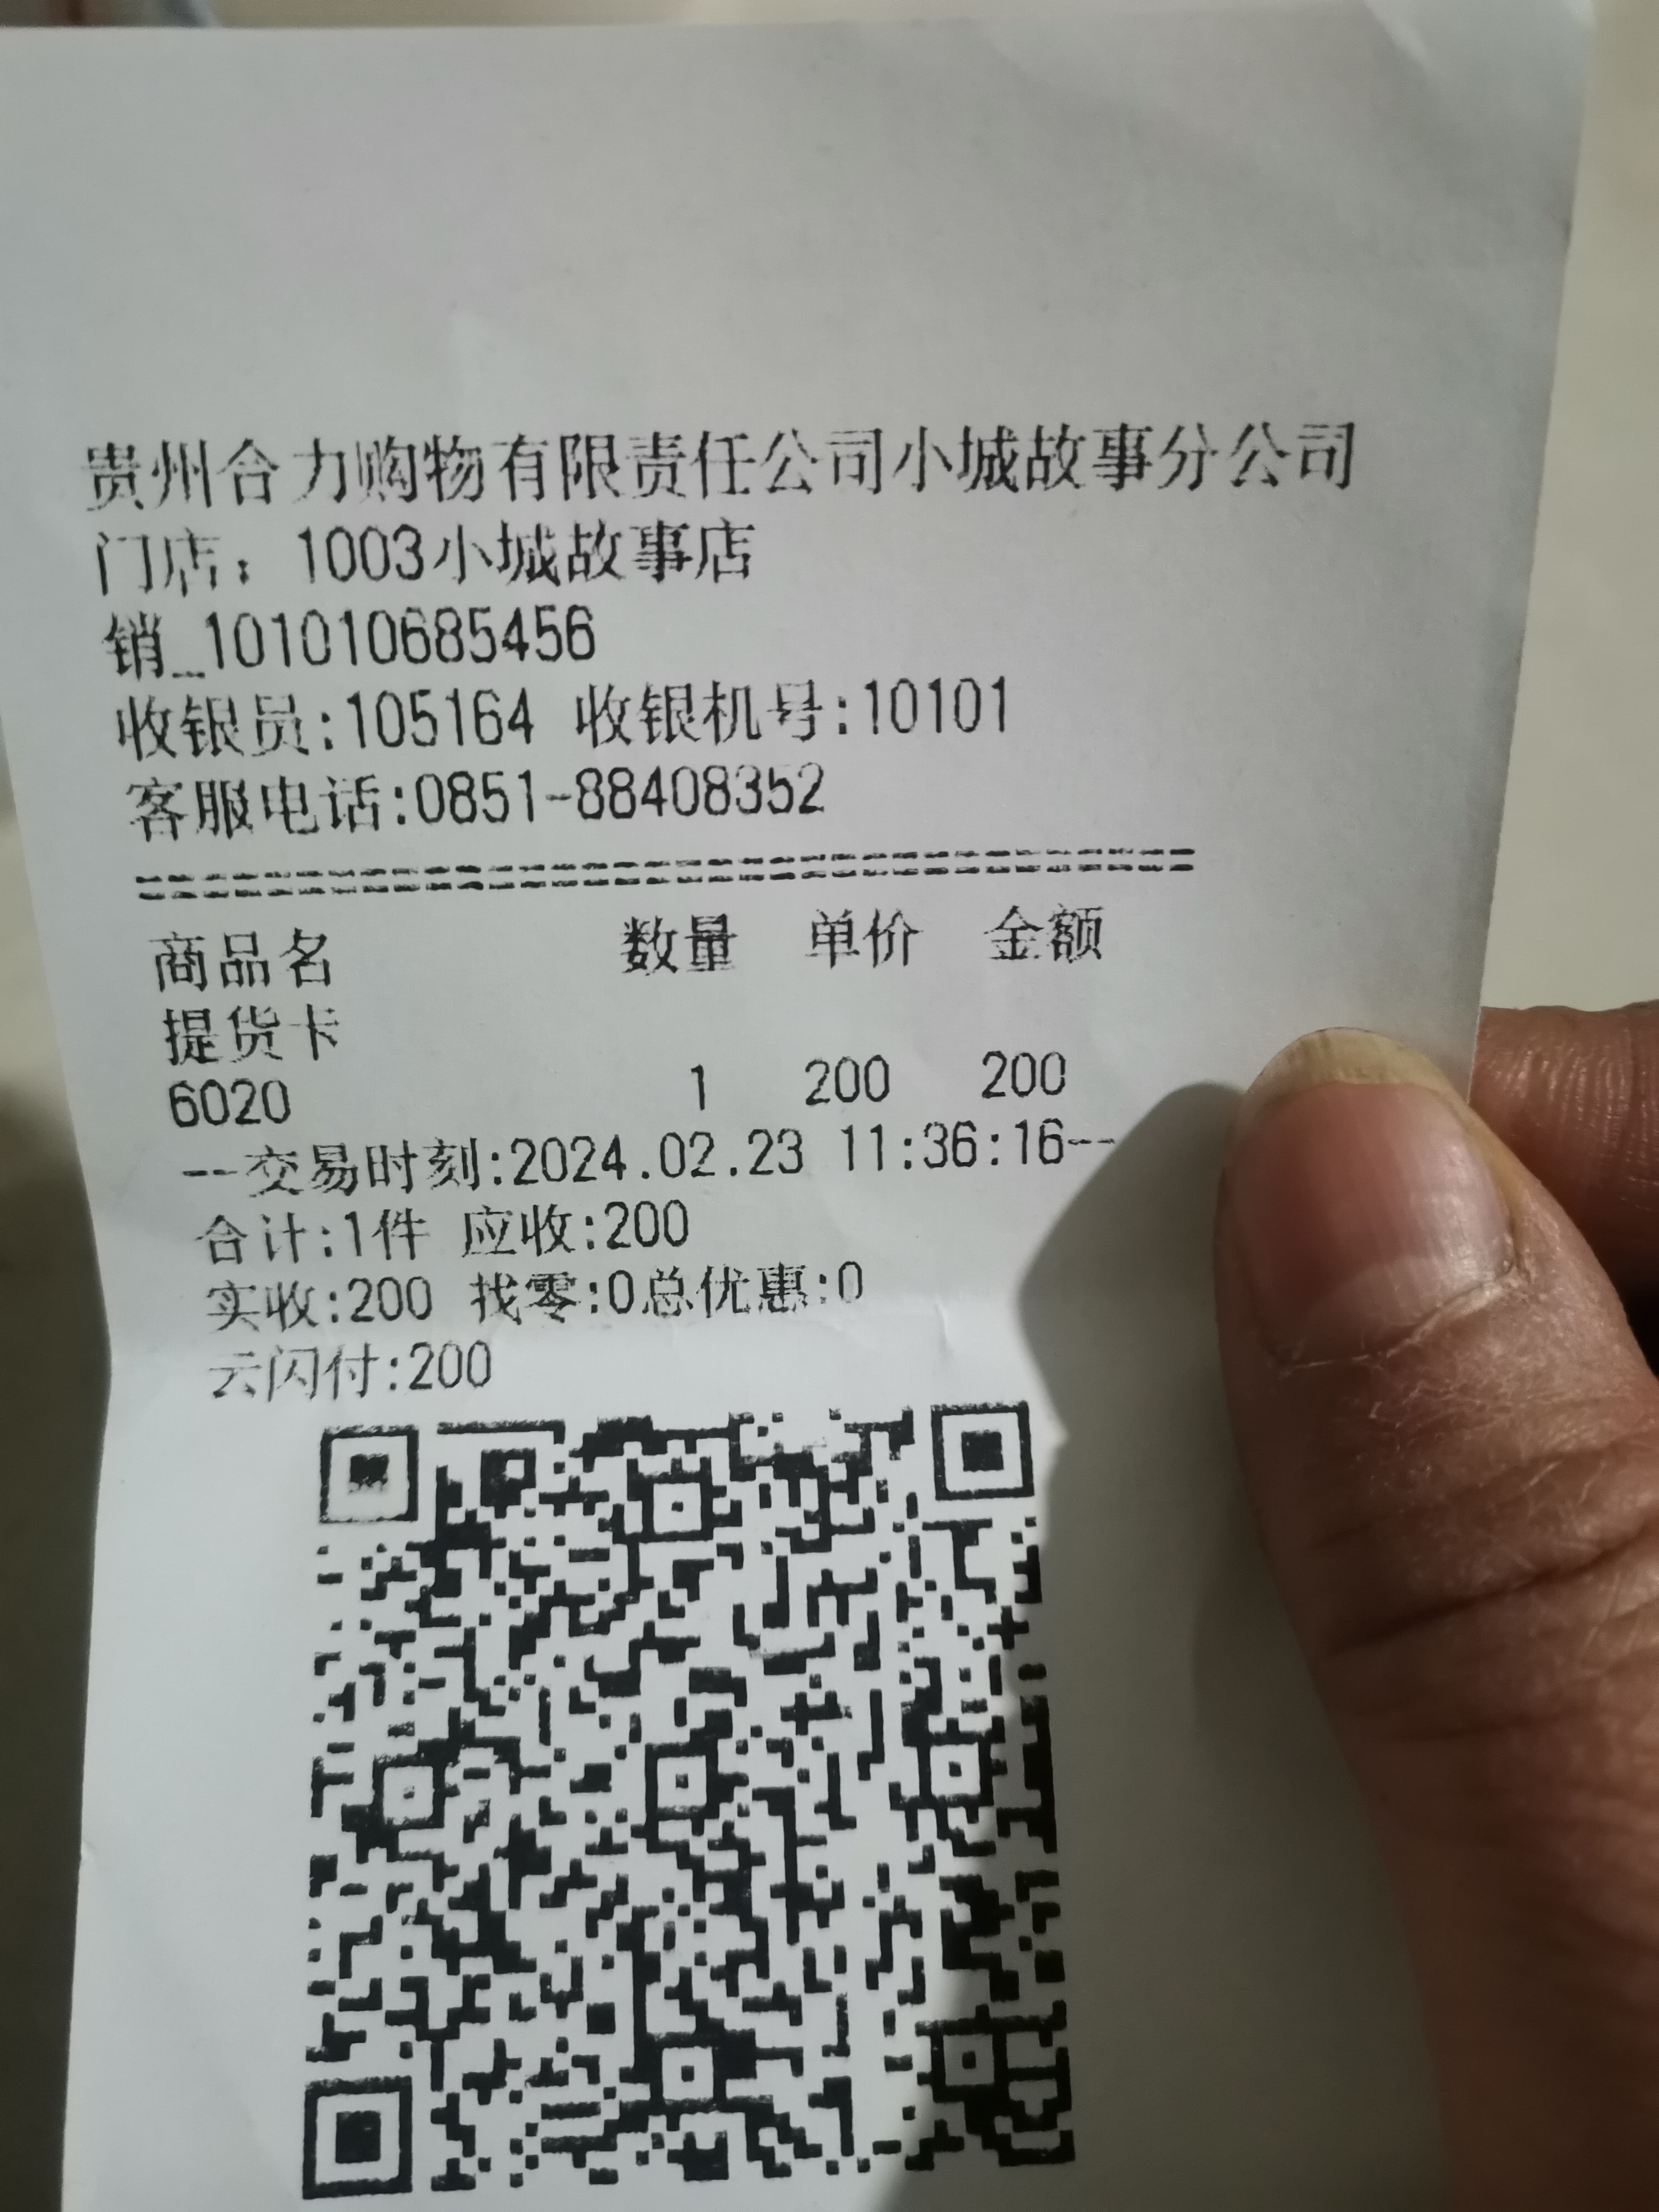 贵州合力购物有限责任公司小城故事分公司
门店：1003小城故事店
销_101010685456
收银员:105164 收银机号:10101
客服电话:0851-88408352
================================
商品名 数量 单价 金额
提货卡
6020 1 200 200
--交易时刻:2024.02.23 11:36:16--
合计:1件 应收:200
实收:200 找零:0总优惠:0
云闪付:200